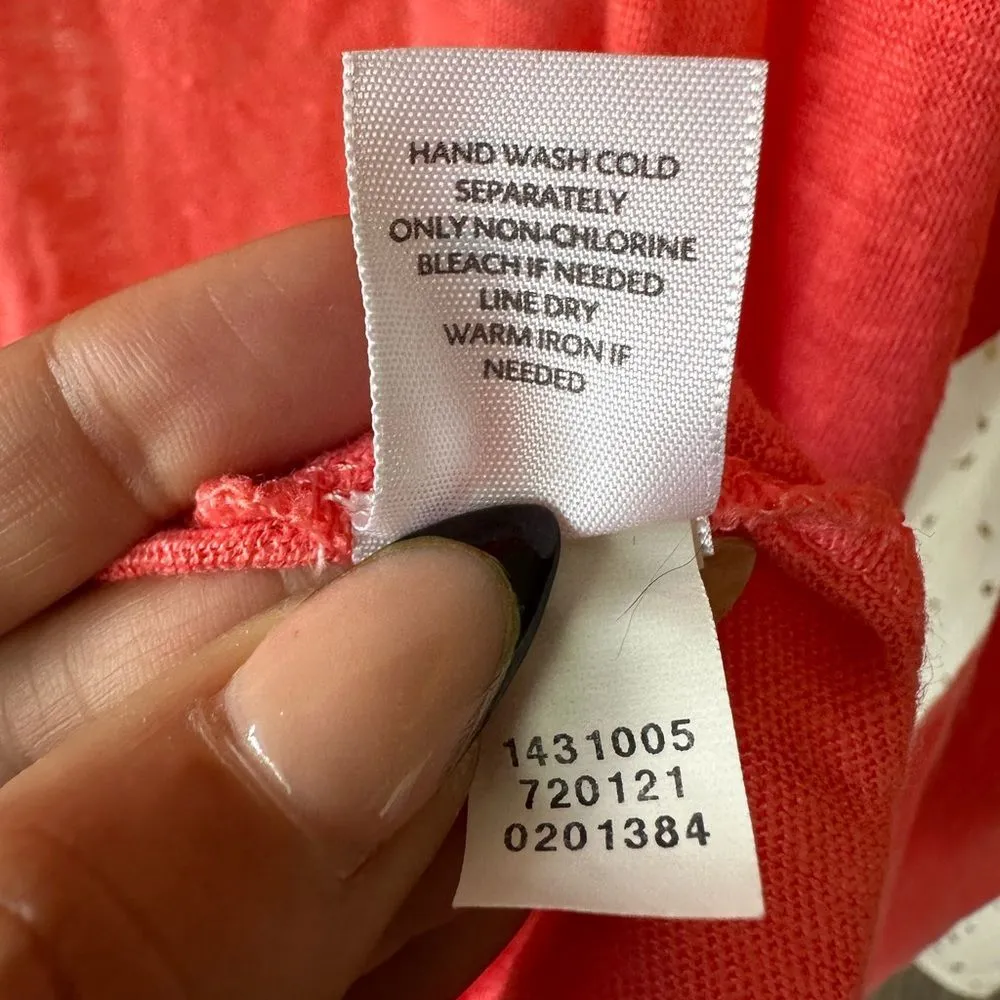 HAND WASH COLD
SEPARATELY
ONLY NON-CHLORINE
BLEACH IF NEEDED
LINE DRY
WARM IRON IF
NEEDED
1431005
720121
0201384